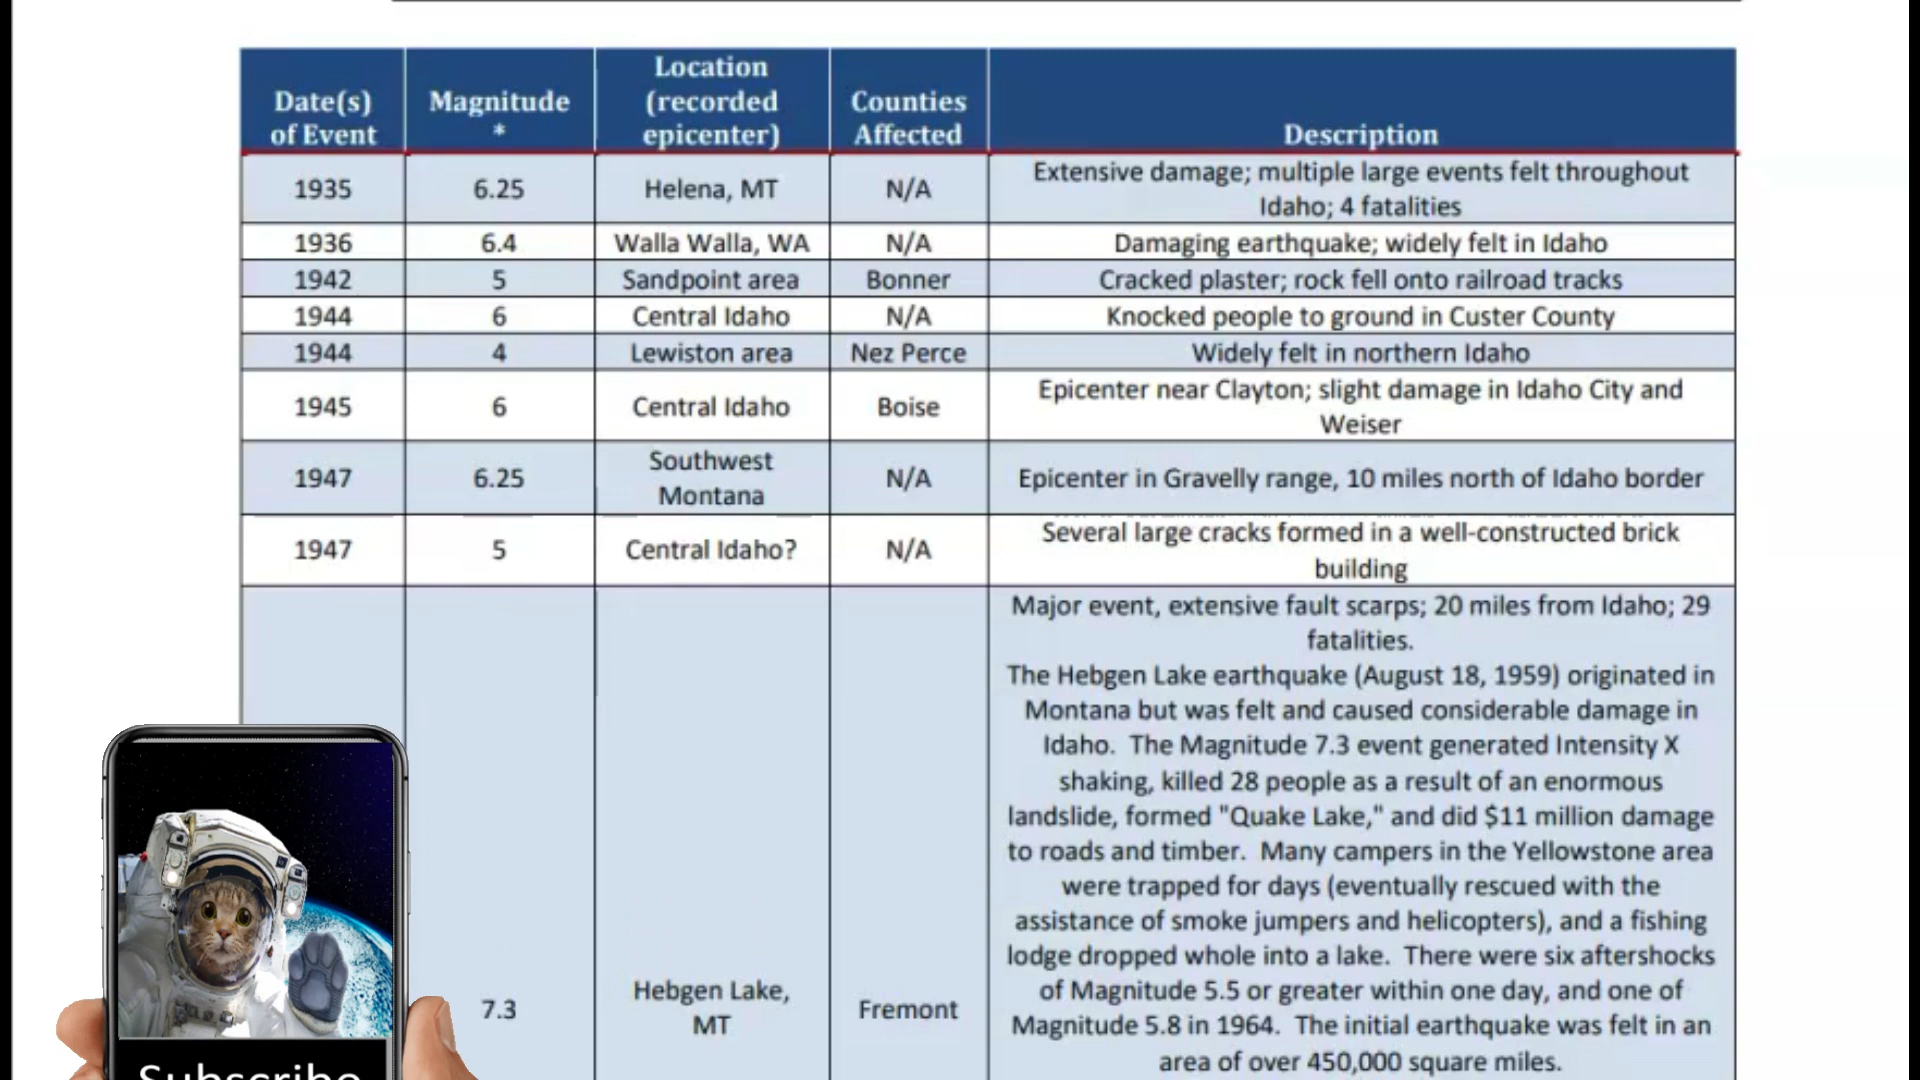 Date(s)
of Event
Magnitude
*
Location
(recorded
epicenter)
Counties
Affected
Description
1935
6.25
Helena, MT
N/A
Extensive damage; multiple large events felt throughout
Idaho; 4 fatalities
1936
6.4
Walla Walla, WA
N/A
Damaging earthquake; widely felt in Idaho
1942
5
Sandpoint area
Bonner
Cracked plaster; rock fell onto railroad tracks
1944
6
Central Idaho
N/A
Knocked people to ground in Custer County
1944
4
Lewiston area
Nez Perce
Widely felt in northern Idaho
1945
6
Central Idaho
Boise
Epicenter near Clayton; slight damage in Idaho City and
Weiser
1947
6.25
Southwest
Montana
N/A
Epicenter in Gravelly range, 10 miles north of Idaho border
1947
5
Central Idaho?
N/A
Several large cracks formed in a well-constructed brick
building
7.3
Hebgen Lake,
MT
Fremont
Major event, extensive fault scarps; 20 miles from Idaho; 29
fatalities.
The Hebgen Lake earthquake (August 18, 1959) originated in
Montana but was felt and caused considerable damage in
Idaho. The Magnitude 7.3 event generated Intensity X
shaking, killed 28 people as a result of an enormous
landslide, formed "Quake Lake," and did $11 million damage
to roads and timber. Many campers in the Yellowstone area
were trapped for days (eventually rescued with the
assistance of smoke jumpers and helicopters), and a fishing
lodge dropped whole into a lake. There were six aftershocks
of Magnitude 5.5 or greater within one day, and one of
Magnitude 5.8 in 1964. The initial earthquake was felt in an
area of over 450,000 square miles.
Subscribe